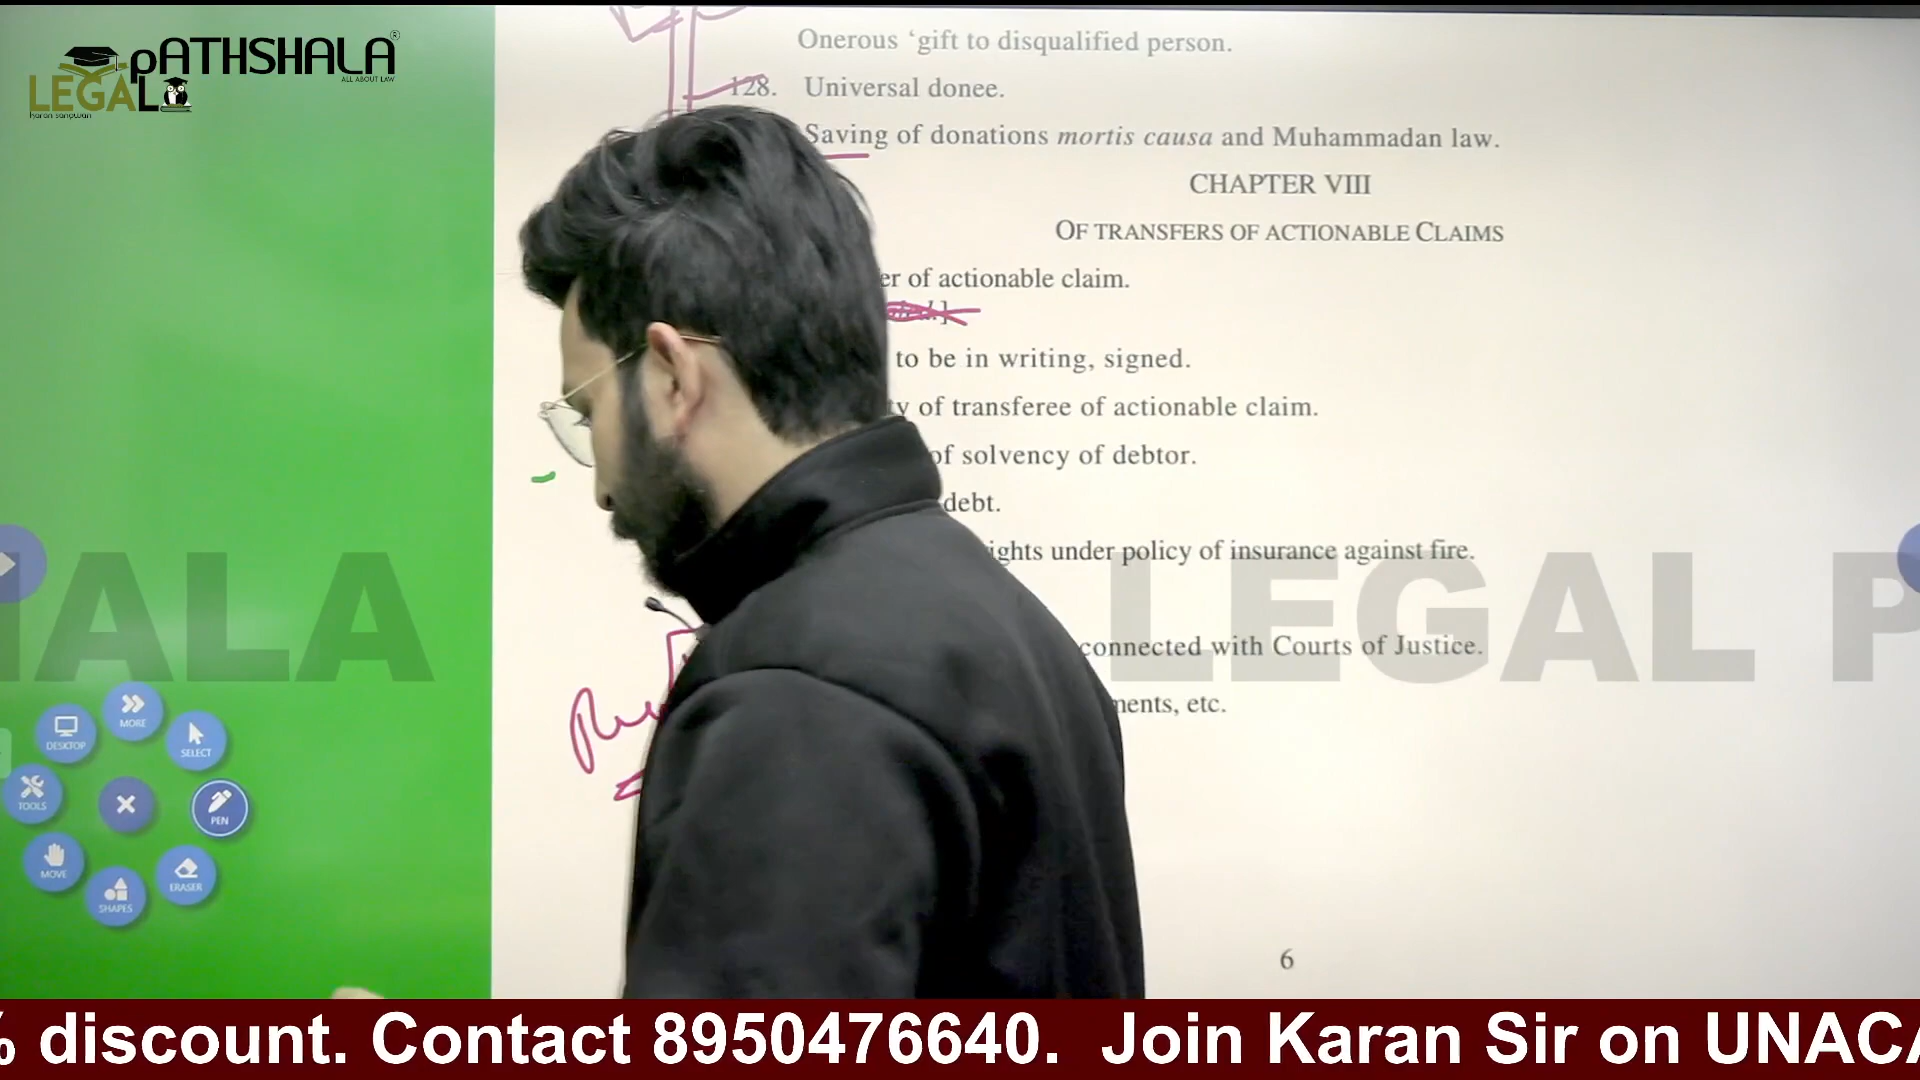 pATHSHALA
ALL ABOUT LAW
LEGAL
karan sangwan
Onerous ‘gift to disqualified person.
128. Universal donee.
Saving of donations mortis causa and Muhammadan law.
CHAPTER VIII
OF TRANSFERS OF ACTIONABLE CLAIMS
er of actionable claim.
to be in writing, signed.
ty of transferee of actionable claim.
of solvency of debtor.
debt.
ights under policy of insurance against fire.
connected with Courts of Justice.
ments, etc.
HALA LEGAL P
MORE
DESKTOP
SELECT
TOOLS
PEN
MOVE
ERASER
SHAPES
6
% discount. Contact 8950476640. Join Karan Sir on UNACA